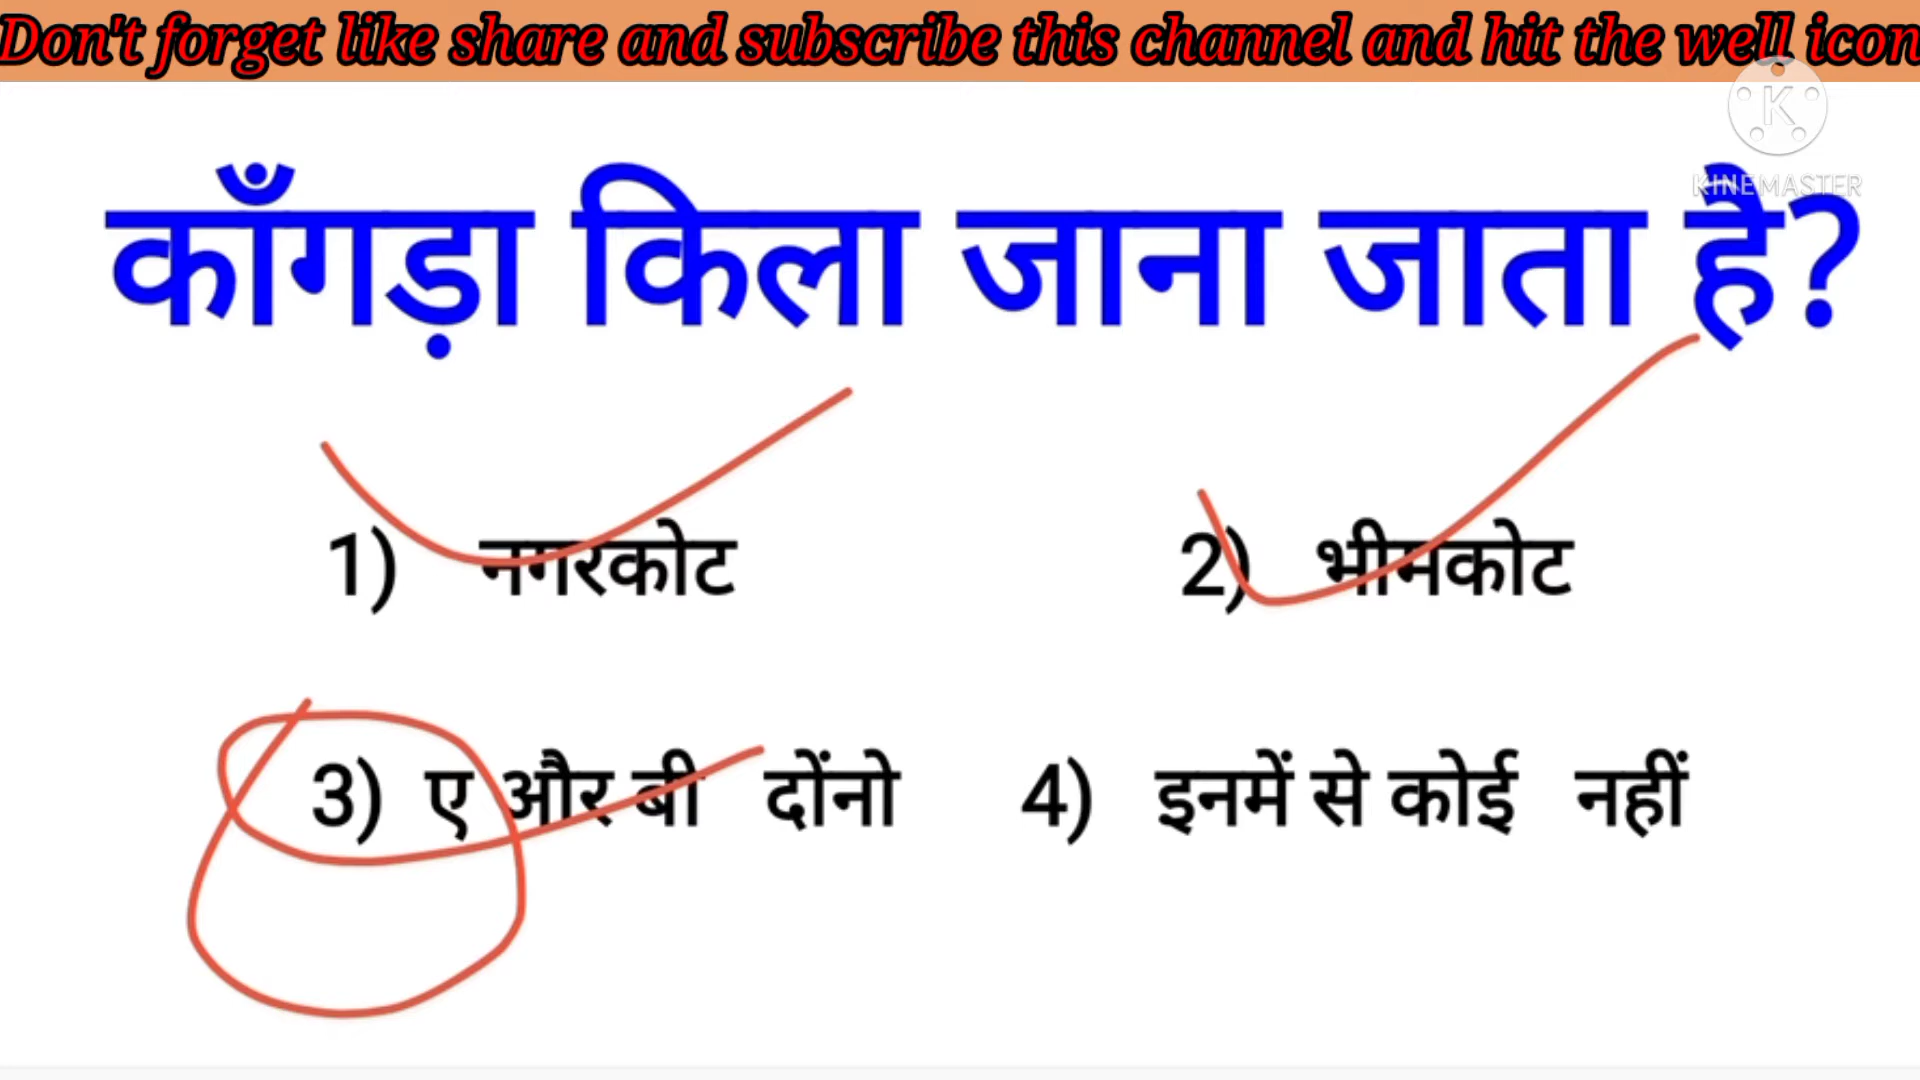 Don't forget like share and subscribe this channel and hit the well icon
K
KINEMASTER
काँगड़ा किला जाना जाता है?
1) नगरकोट 2) भीमकोट
3) ए और बी दोंनो 4) इनमें से कोई नहीं